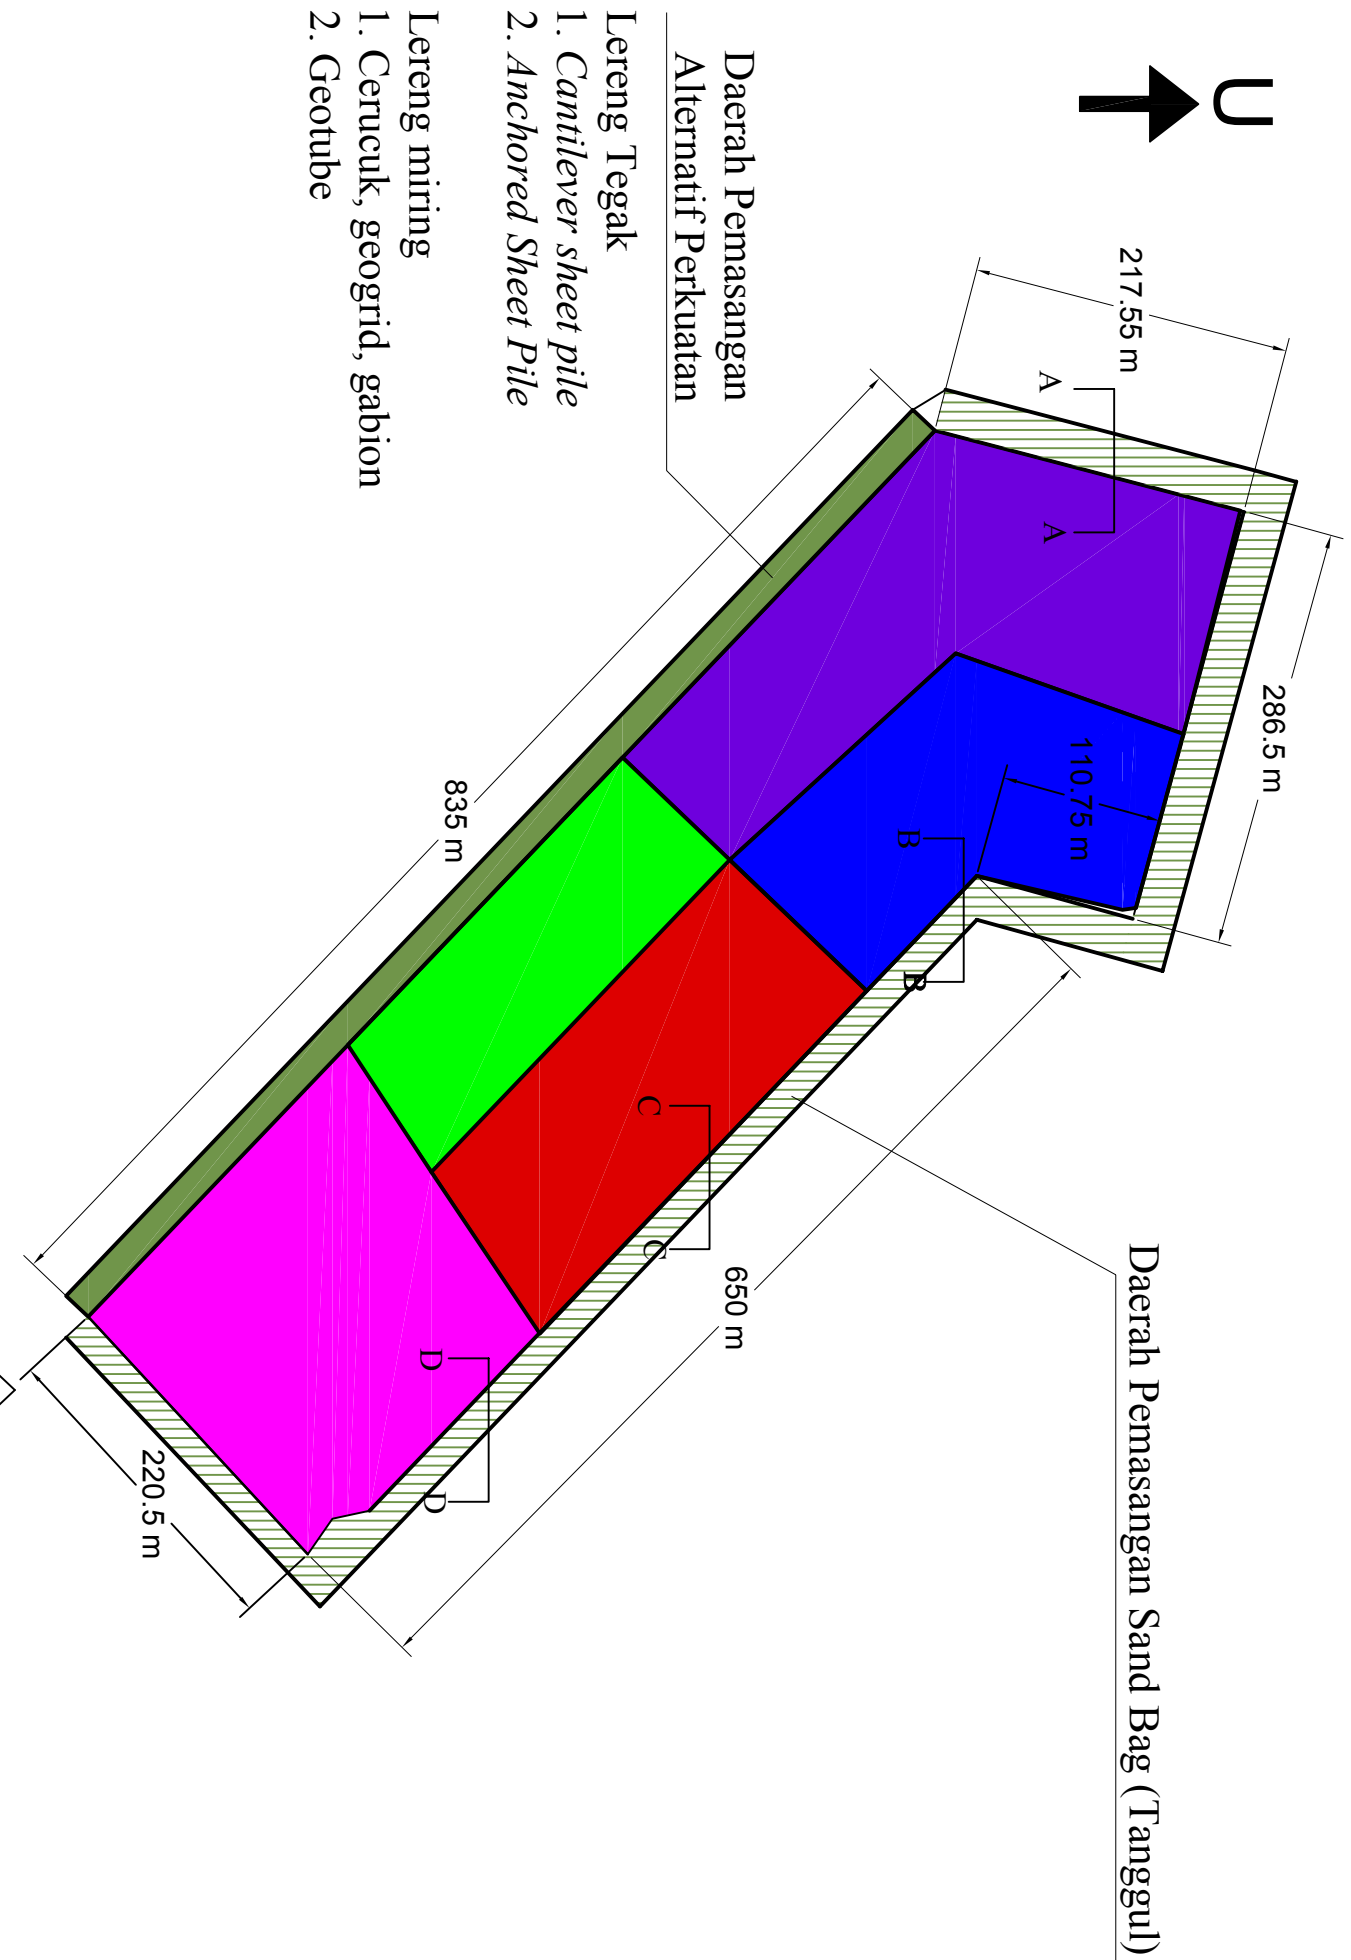 U
217.55 m
286.5 m
110.75 m
A
A
B
B
C
C
D
D
835 m
650 m
220.5 m
Daerah Pemasangan
Alternatif Perkuatan
Lereng Tegak
1. Cantilever sheet pile
2. Anchored Sheet Pile
Lereng miring
1. Cerucuk, geogrid, gabion
2. Geotube
Daerah Pemasangan Sand Bag (Tanggul)